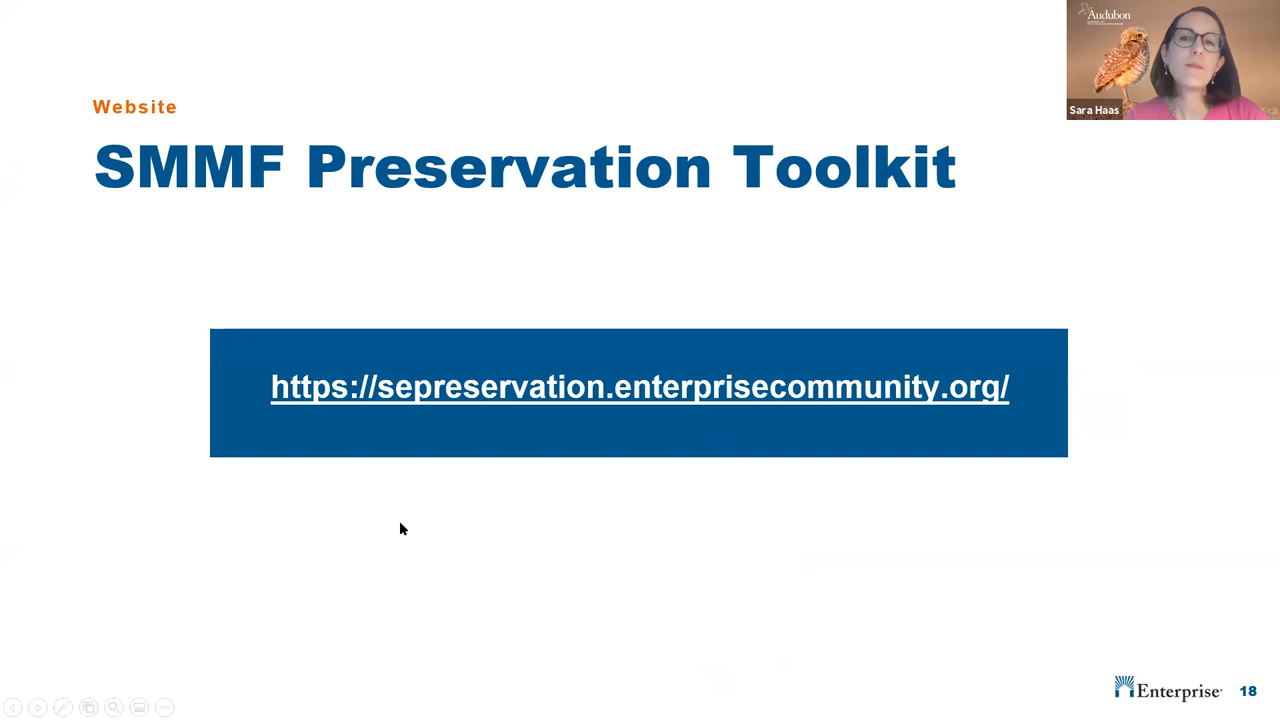 Audubon
Sara Haas
Website
SMMF Preservation Toolkit
https://sepreservation.enterprisecommunity.org/
Enterprise
18